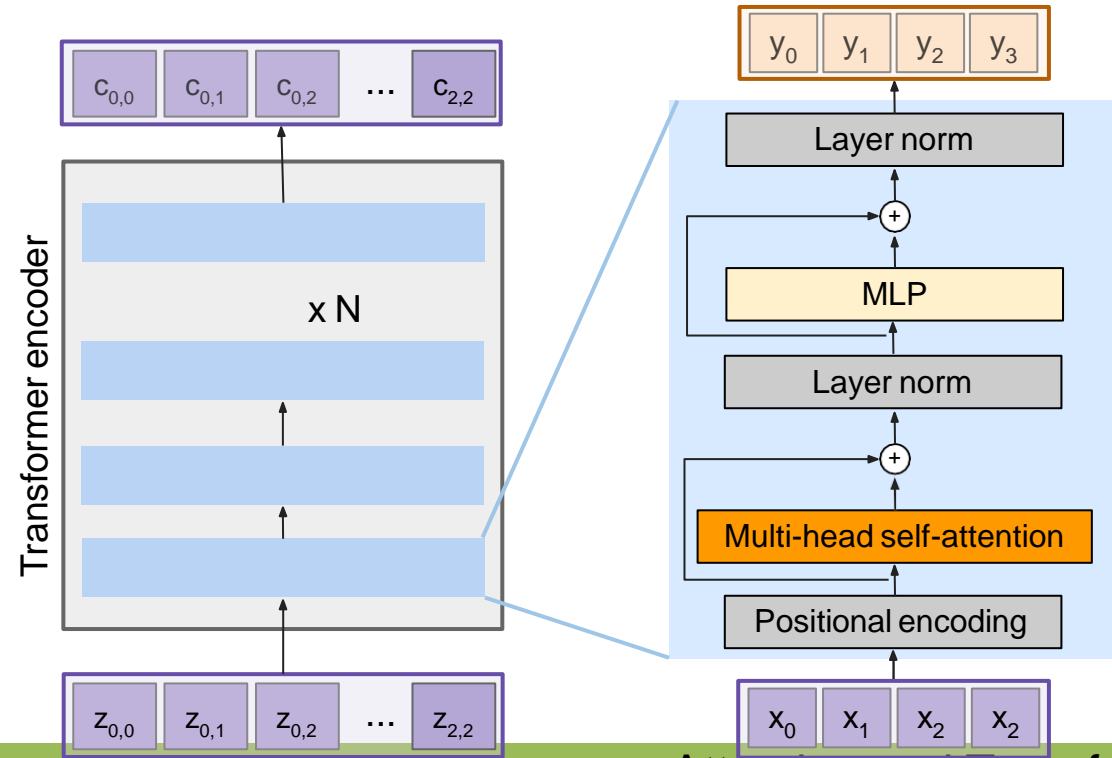 c0,0 c0,1 c0,2 ... c2,2
Transformer encoder
x N
z0,0 z0,1 z0,2 ... z2,2
y0 y1 y2 y3
Layer norm
+
MLP
Layer norm
+
Multi-head self-attention
Positional encoding
x0 x1 x2 x2